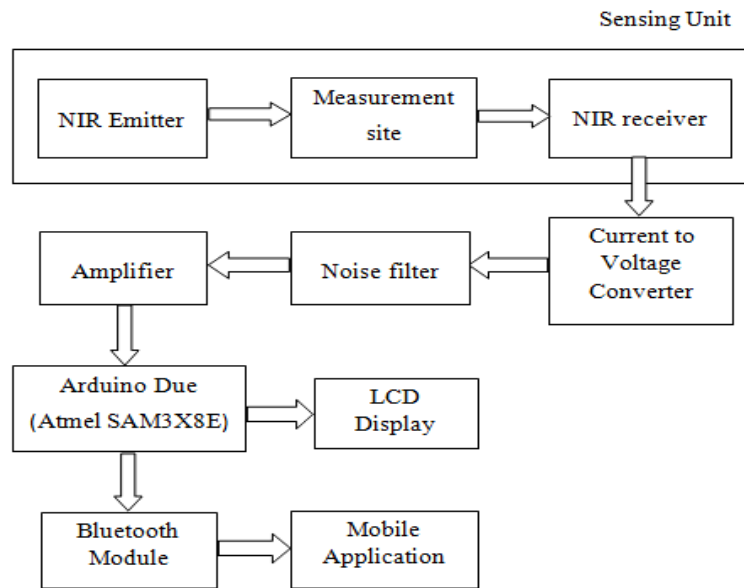 Sensing Unit
NIR Emitter
Measurement
site
NIR receiver
Current to
Voltage
Converter
Noise filter
Amplifier
Arduino Due
(Atmel SAM3X8E)
LCD
Display
Bluetooth
Module
Mobile
Application